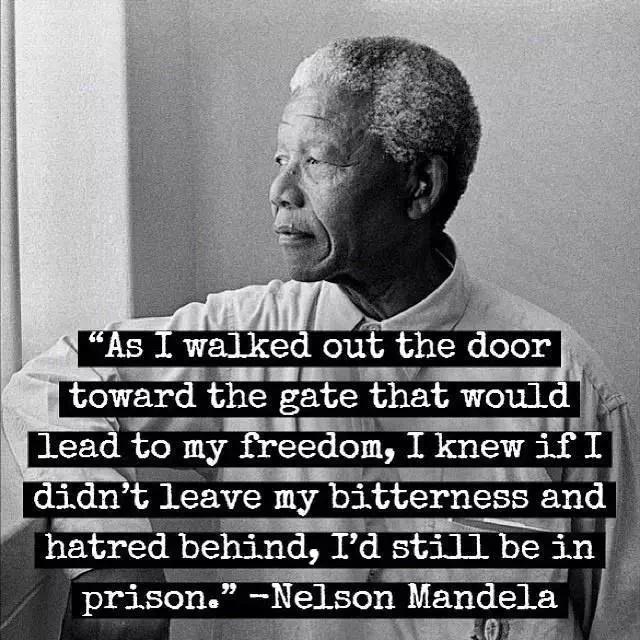 “As I walked out the door
toward the gate that would
lead to my freedom, I knew if I
didn’t leave my bitterness and
hatred behind, I’d still be in
prison.” -Nelson Mandela